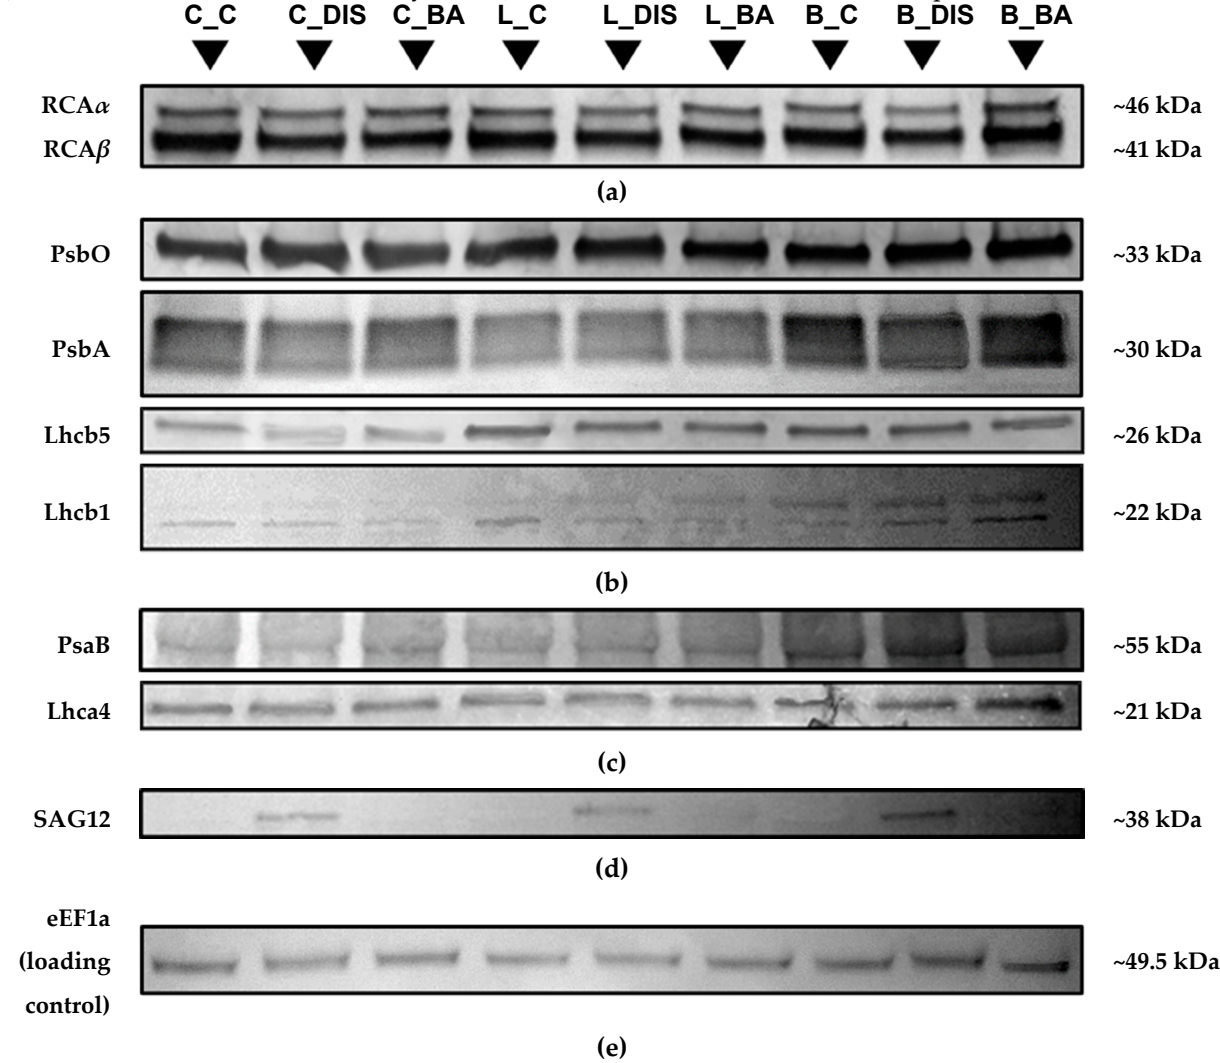 C_C C_DIS C_BA L_C L_DIS L_BA B_C B_DIS B_BA
RCAα ~46 kDa
RCAβ ~41 kDa
(a)
PsbO ~33 kDa
PsbA ~30 kDa
Lhcb5 ~26 kDa
Lhcb1 ~22 kDa
(b)
PsaB ~55 kDa
Lhca4 ~21 kDa
(c)
SAG12 ~38 kDa
(d)
eEF1a
(loading ~49.5 kDa
control)
(e)